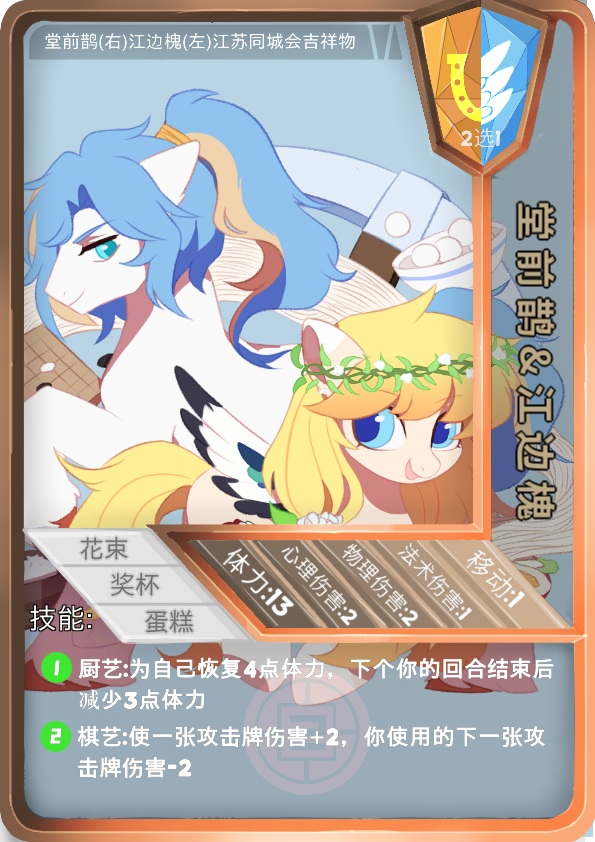 堂前鹊(右)江边槐(左)江苏同城会吉祥物
2选1
堂前鹊&江边槐
花束
奖杯
蛋糕
体力:13
心理伤害:2
物理伤害:2
法术伤害:1
移动:1
技能:
1 厨艺:为自己恢复4点体力，下个你的回合结束后
减少3点体力
2 棋艺:使一张攻击牌伤害+2，你使用的下一张攻
击牌伤害-2